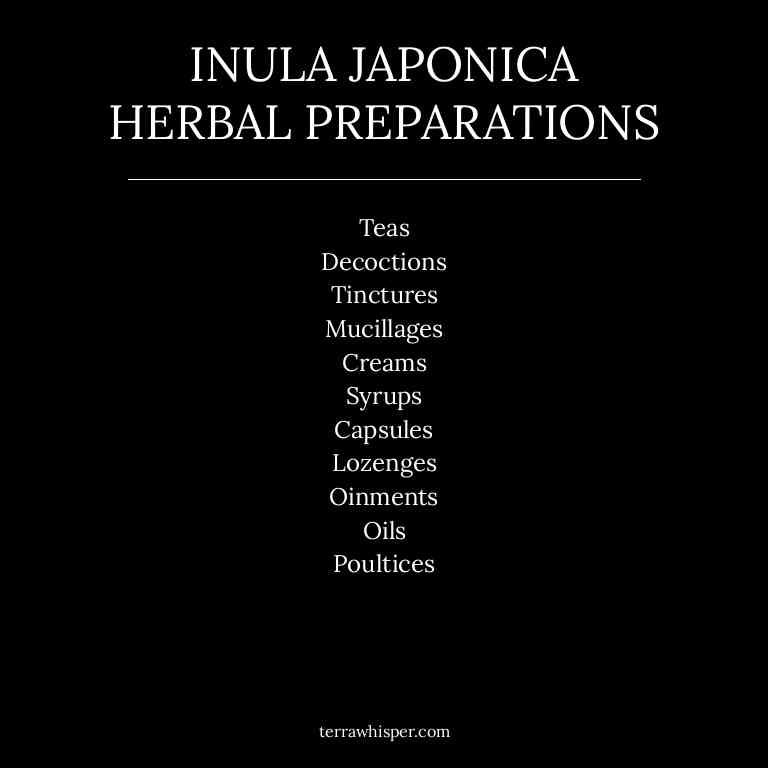 INULA JAPONICA
HERBAL PREPARATIONS
Teas
Decoctions
Tinctures
Mucillages
Creams
Syrups
Capsules
Lozenges
Oinments
Oils
Poultices
terrawhisper.com